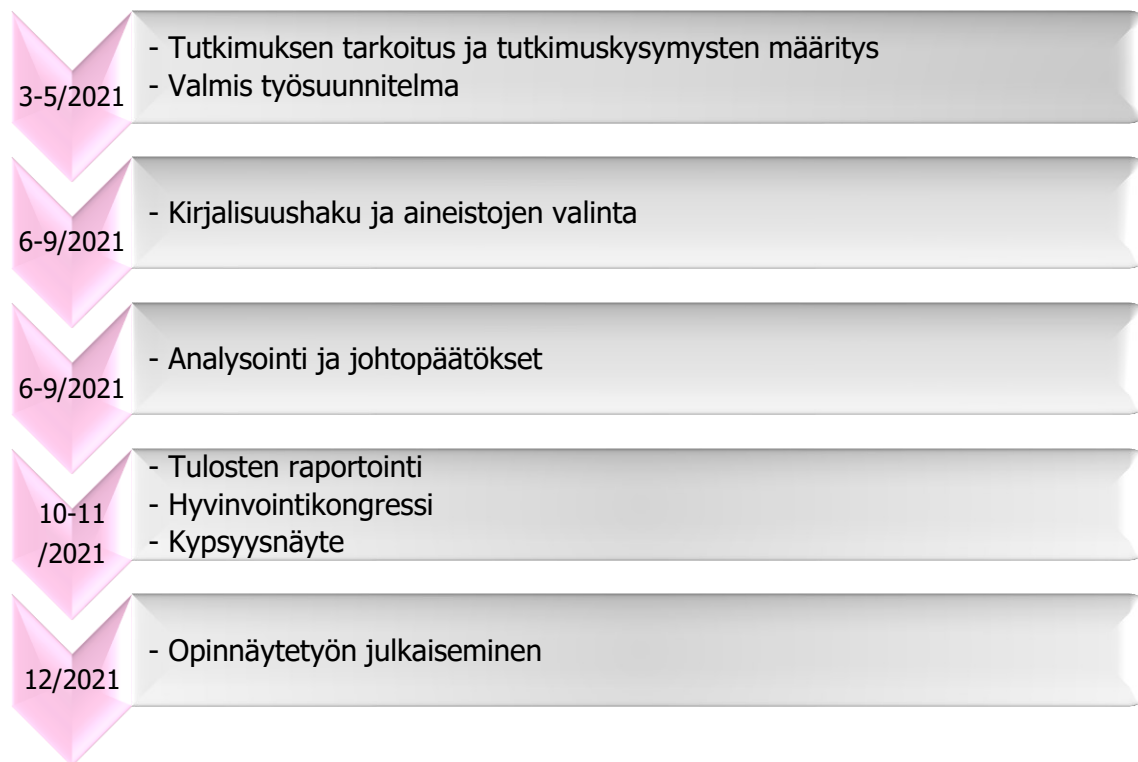 3-5/2021
- Tutkimuksen tarkoitus ja tutkimuskysymysten määritys
- Valmis työsuunnitelma
6-9/2021
- Kirjalisuushaku ja aineistojen valinta
6-9/2021
- Analysointi ja johtopäätökset
10-11
/2021
- Tulosten raportointi
- Hyvinvointikongressi
- Kypsyysnäyte
12/2021
- Opinnäytetyön julkaiseminen